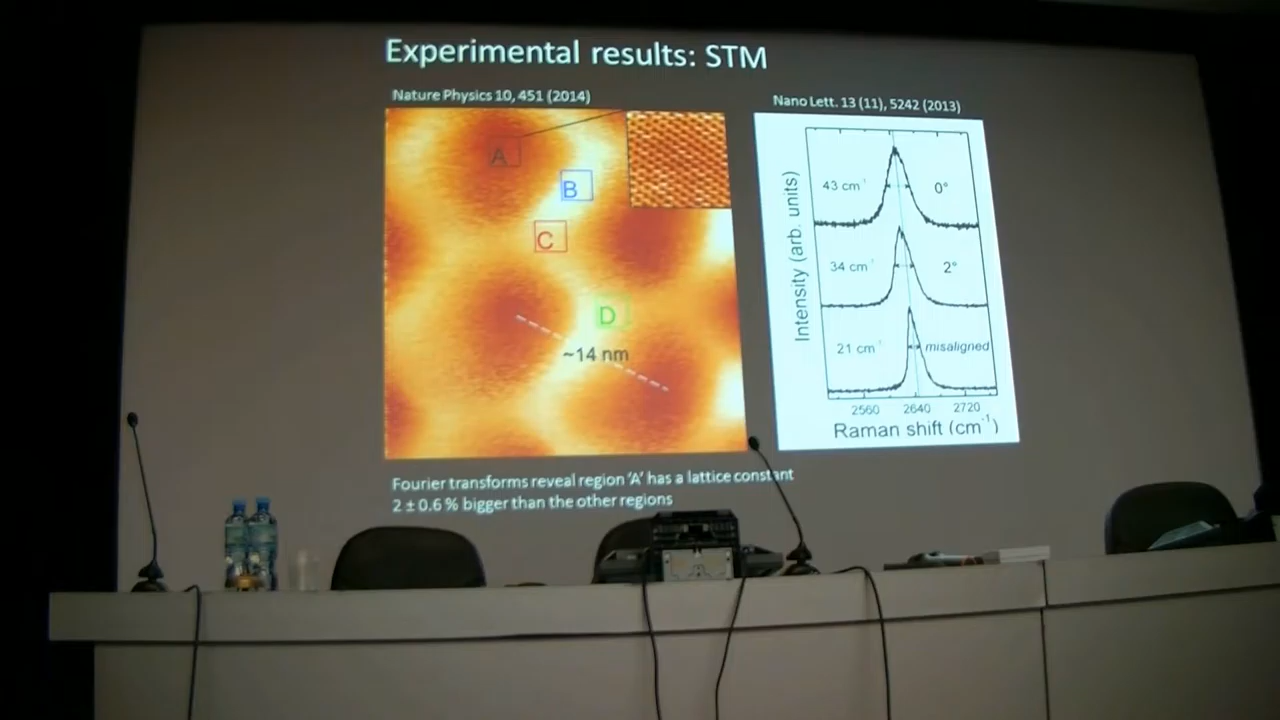 Experimental results: STM
Nature Physics 10, 451 (2014)
A
B
C
D
~14 nm
Fourier transforms reveal region 'A' has a lattice constant
2 ± 0.6 % bigger than the other regions
Nano Lett. 13 (11), 5242 (2013)
Intensity (arb. units)
43 cm⁻¹ 0°
34 cm⁻¹ 2°
21 cm⁻¹ misaligned
2560 2640 2720
Raman shift (cm⁻¹)